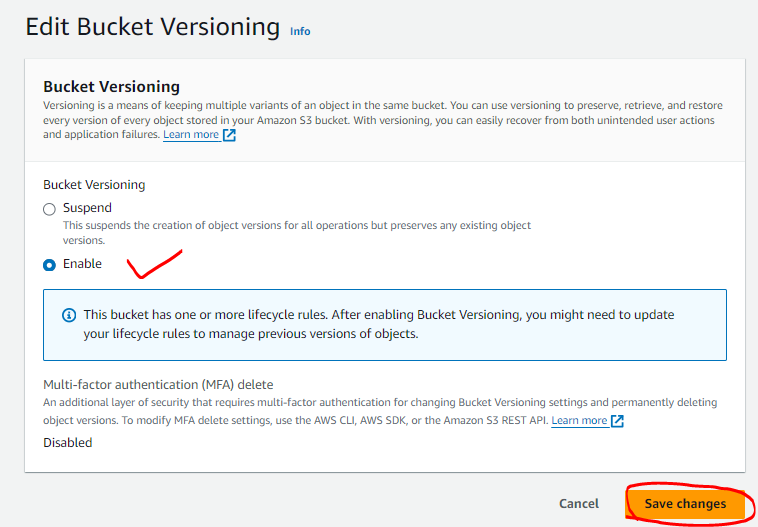 Edit Bucket Versioning Info
Bucket Versioning
Versioning is a means of keeping multiple variants of an object in the same bucket. You can use versioning to preserve, retrieve, and restore
every version of every object stored in your Amazon S3 bucket. With versioning, you can easily recover from both unintended user actions
and application failures. Learn more
Bucket Versioning
Suspend
This suspends the creation of object versions for all operations but preserves any existing object
versions.
Enable
This bucket has one or more lifecycle rules. After enabling Bucket Versioning, you might need to update
your lifecycle rules to manage previous versions of objects.
Multi-factor authentication (MFA) delete
An additional layer of security that requires multi-factor authentication for changing Bucket Versioning settings and permanently deleting
object versions. To modify MFA delete settings, use the AWS CLI, AWS SDK, or the Amazon S3 REST API. Learn more
Disabled
Cancel Save changes